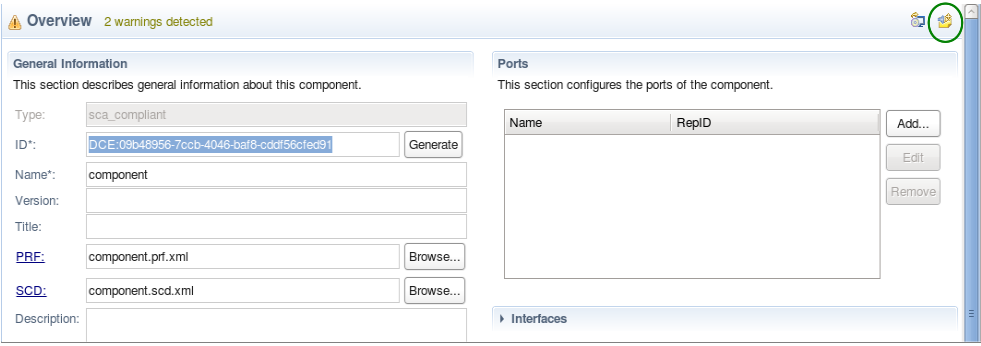 Overview 2 warnings detected
General Information
This section describes general information about this component.
Type: sca_compliant
ID*: DCE:09b48956-7ccb-4046-baf8-cddf56cfed91 Generate
Name*: component
Version:
Title:
PRF: component.prf.xml Browse...
SCD: component.scd.xml Browse...
Description:
Ports
This section configures the ports of the component.
Name RepID
Add...
Edit
Remove
Interfaces